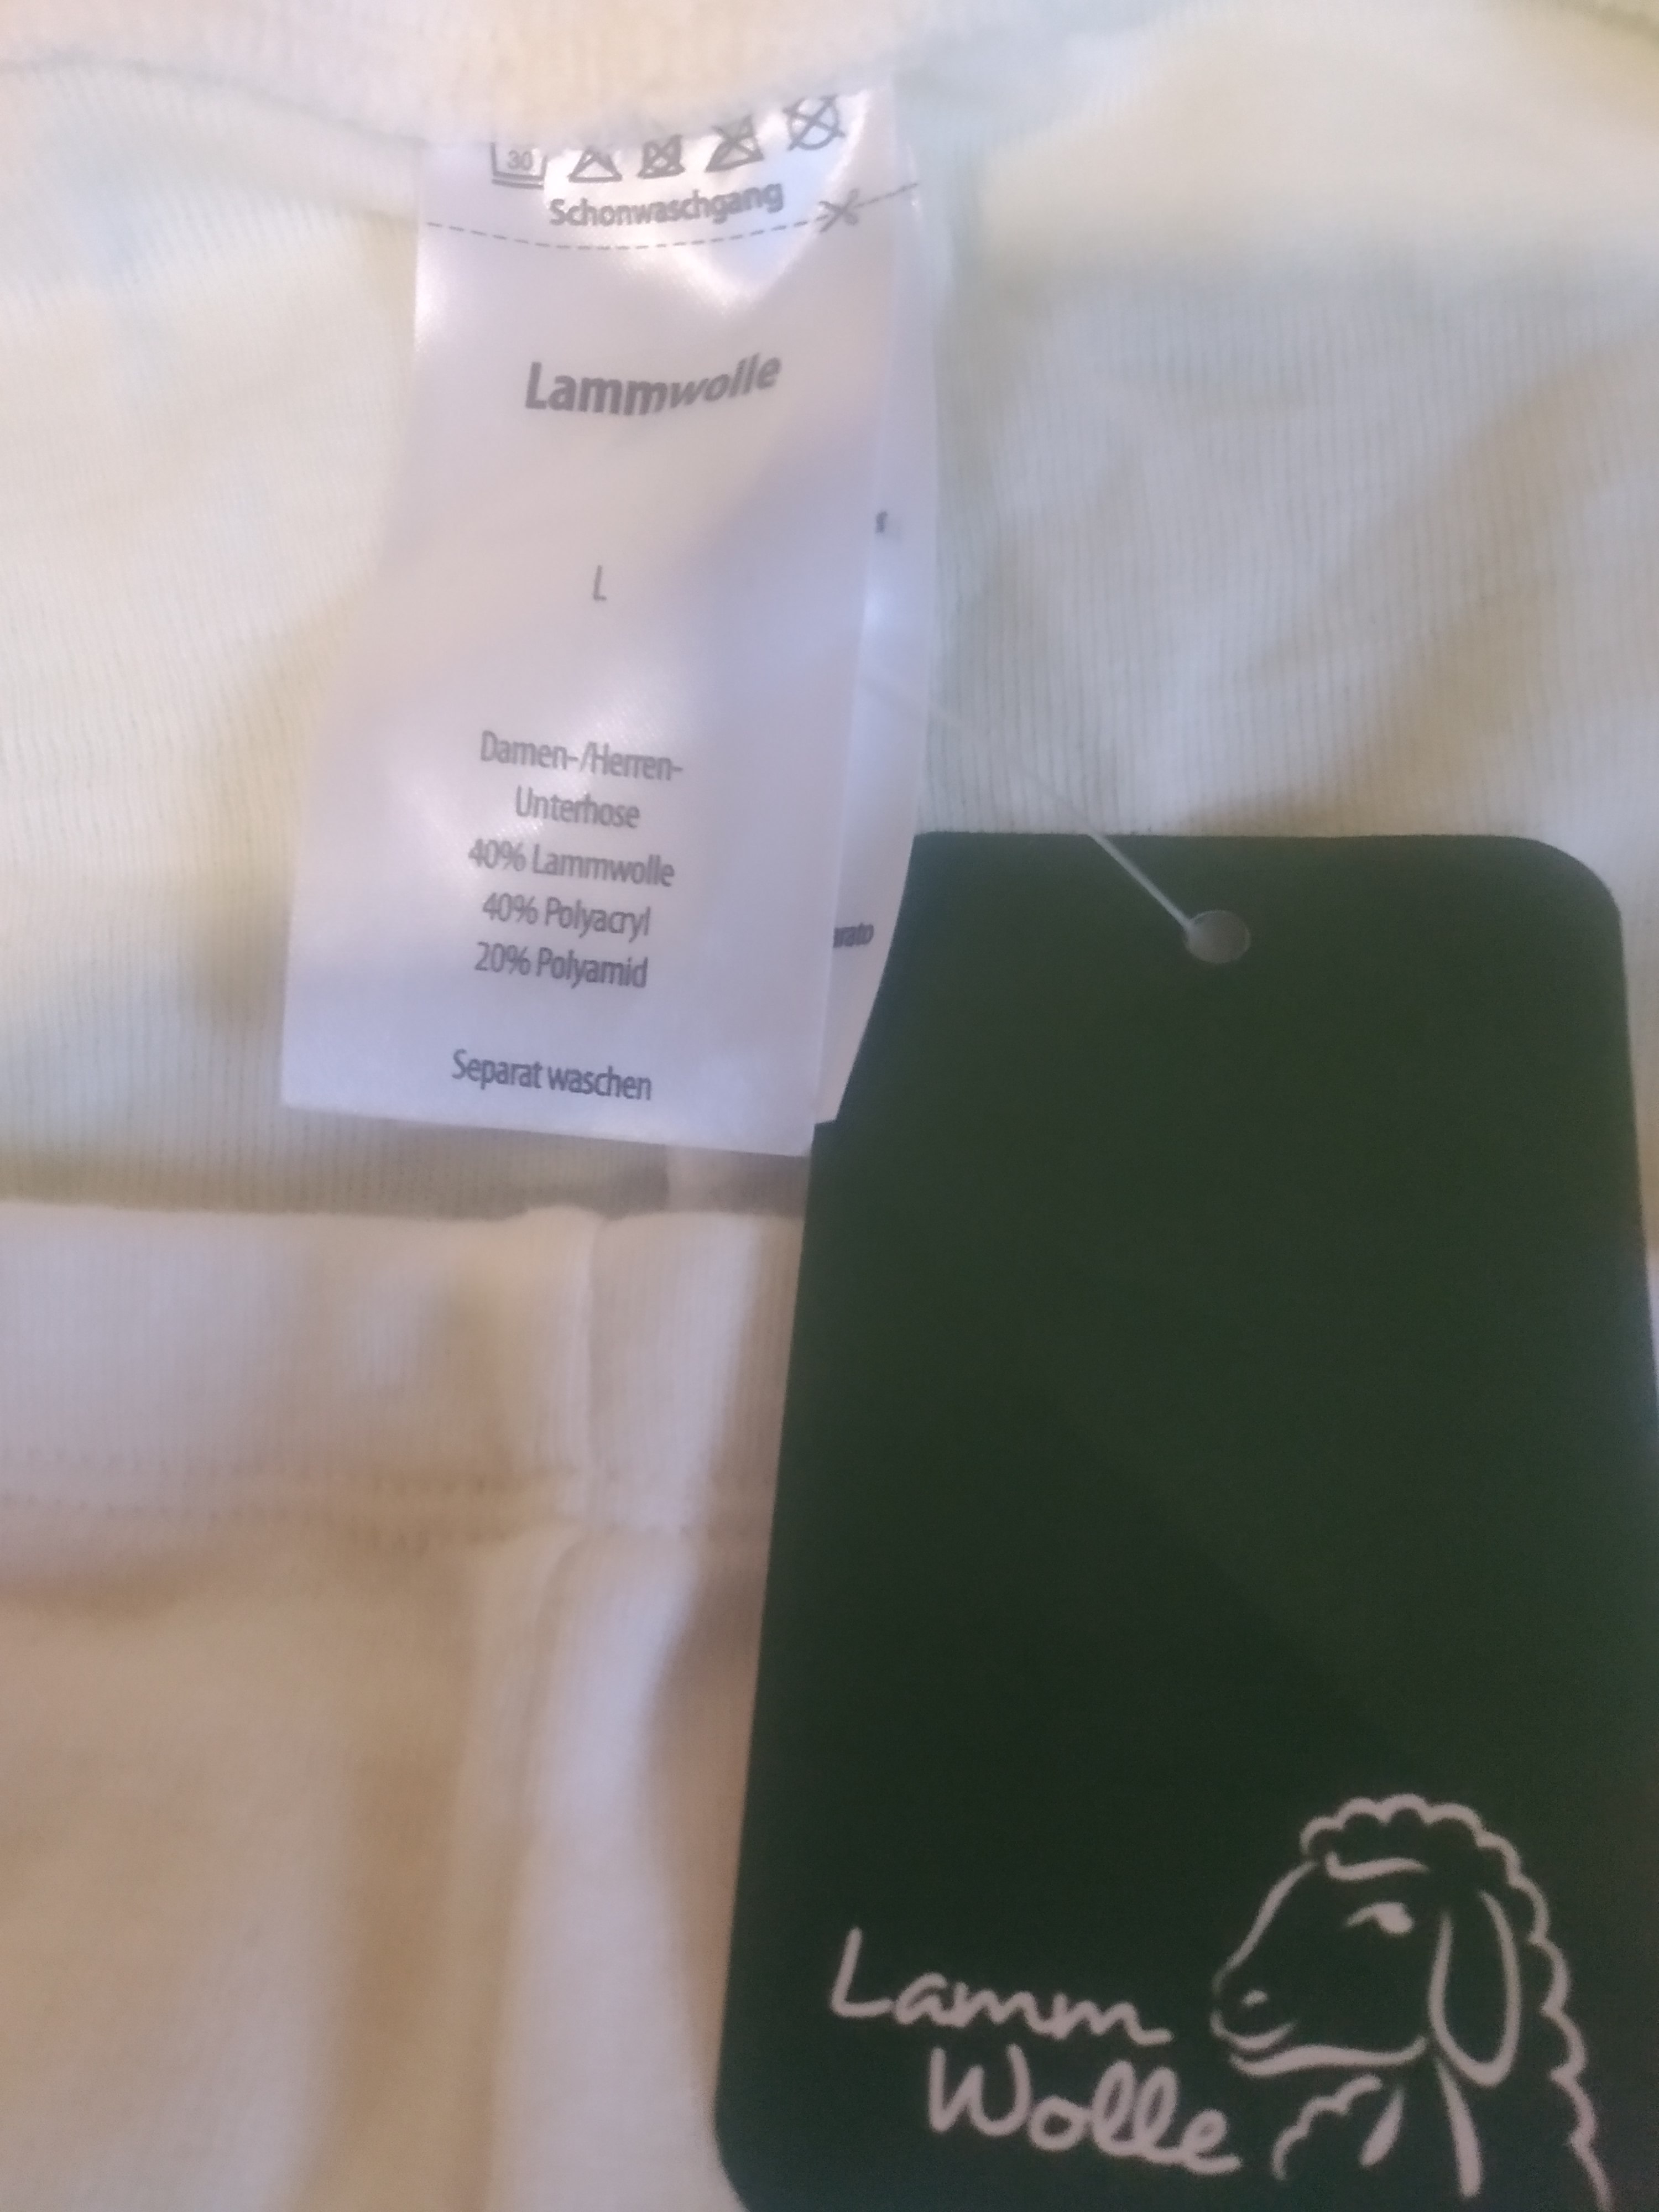 30
Schonwaschgang
Lammwolle
L
Damen-/Herren-
Unterhose
40% Lammwolle
40% Polyacryl
20% Polyamid
Separat waschen
Lamm
Wolle